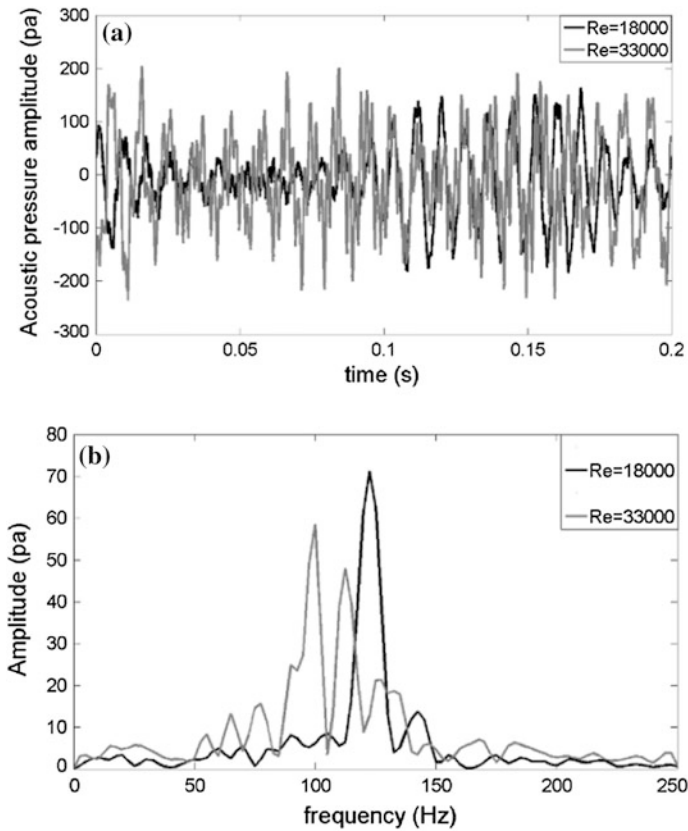 (a)
Acoustic pressure amplitude (pa)
300
200
100
0
-100
-200
-300
Re=18000
Re=33000
0 0.05 0.1 0.15 0.2
time (s)
(b)
Amplitude (pa)
80
70
60
50
40
30
20
10
0
Re=18000
Re=33000
0 50 100 150 200 250
frequency (Hz)